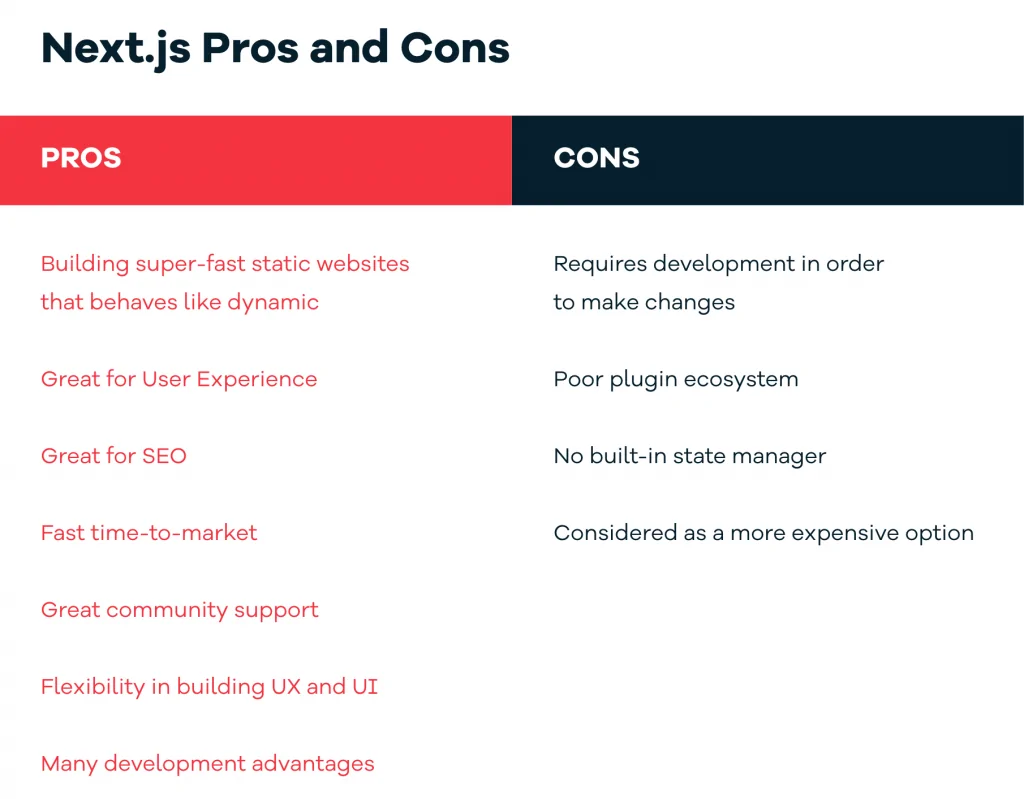 Next.js Pros and Cons
PROS
Building super-fast static websites
that behaves like dynamic
Great for User Experience
Great for SEO
Fast time-to-market
Great community support
Flexibility in building UX and UI
Many development advantages
CONS
Requires development in order
to make changes
Poor plugin ecosystem
No built-in state manager
Considered as a more expensive option